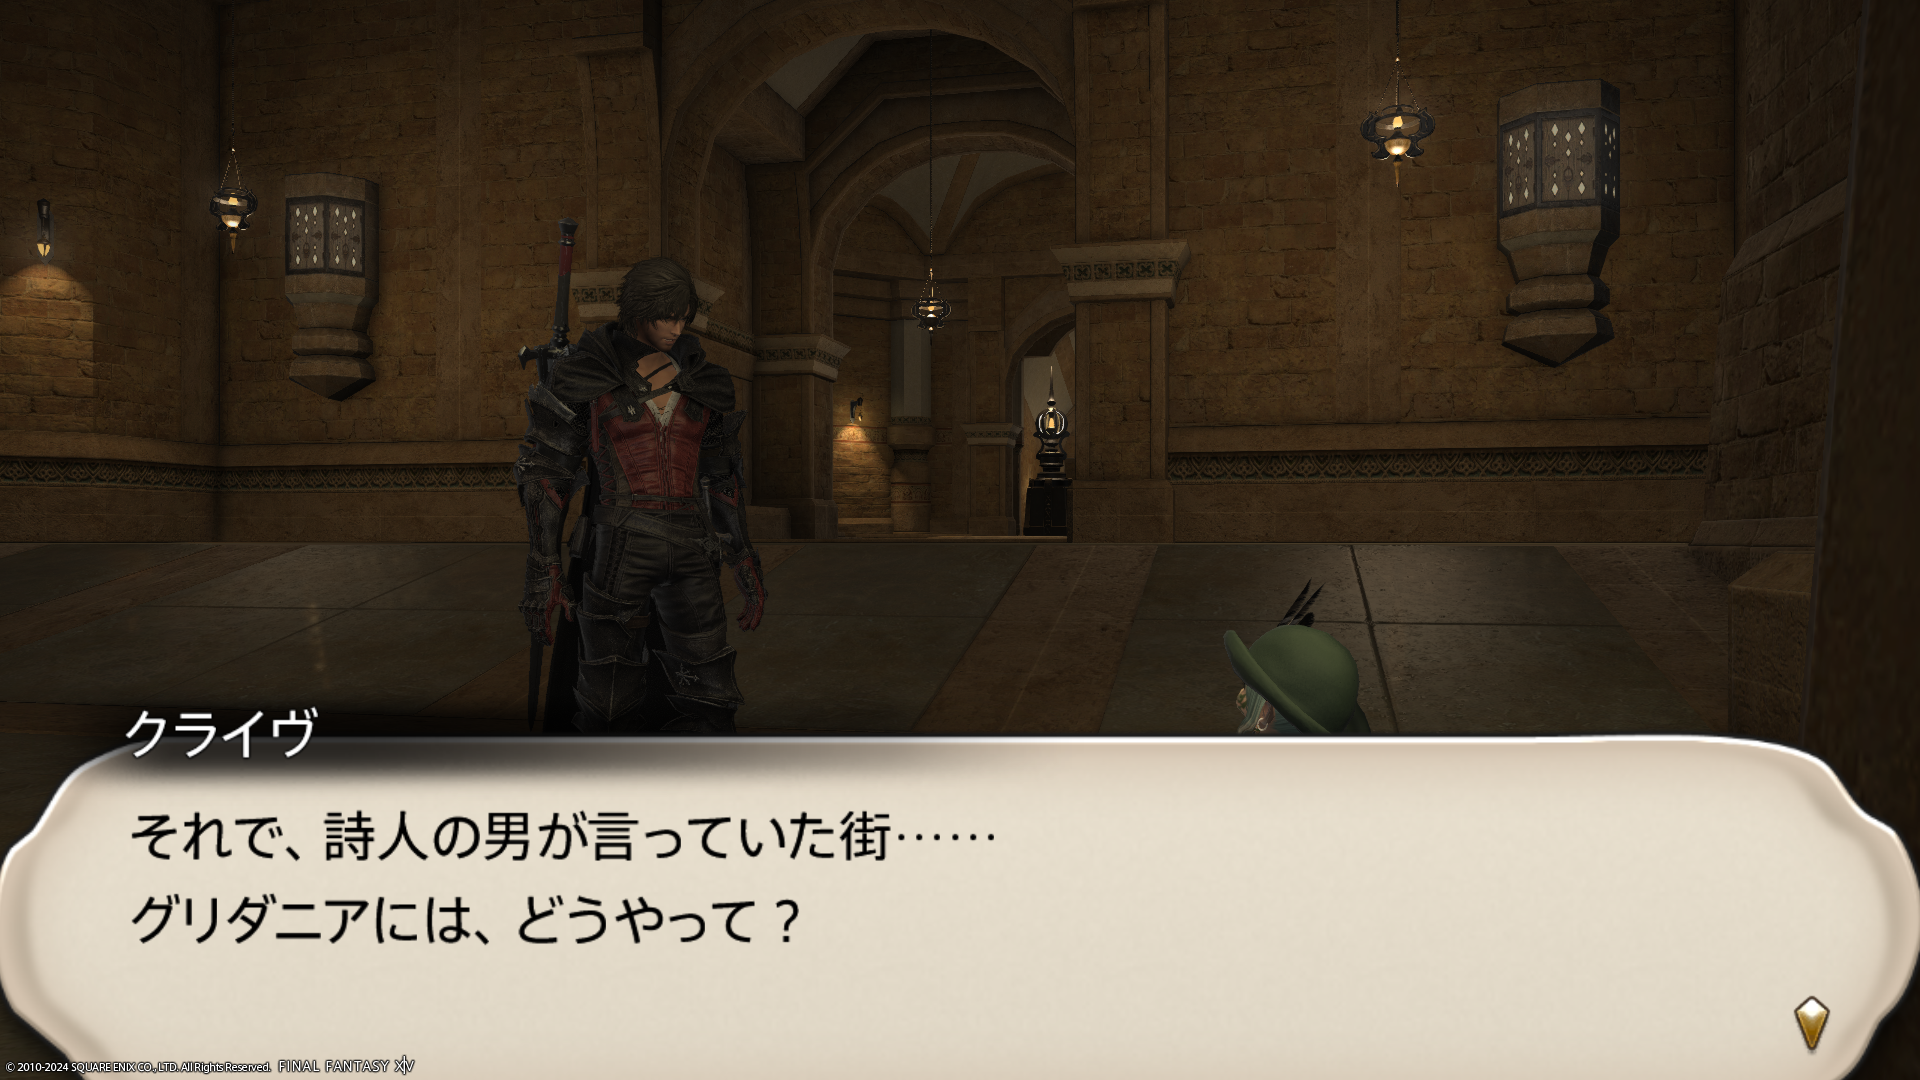 クライヴ
それで、詩人の男が言っていた街……
グリダニアには、どうやって？
© 2010-2024 SQUARE ENIX CO., LTD. All Rights Reserved. FINAL FANTASY XIV